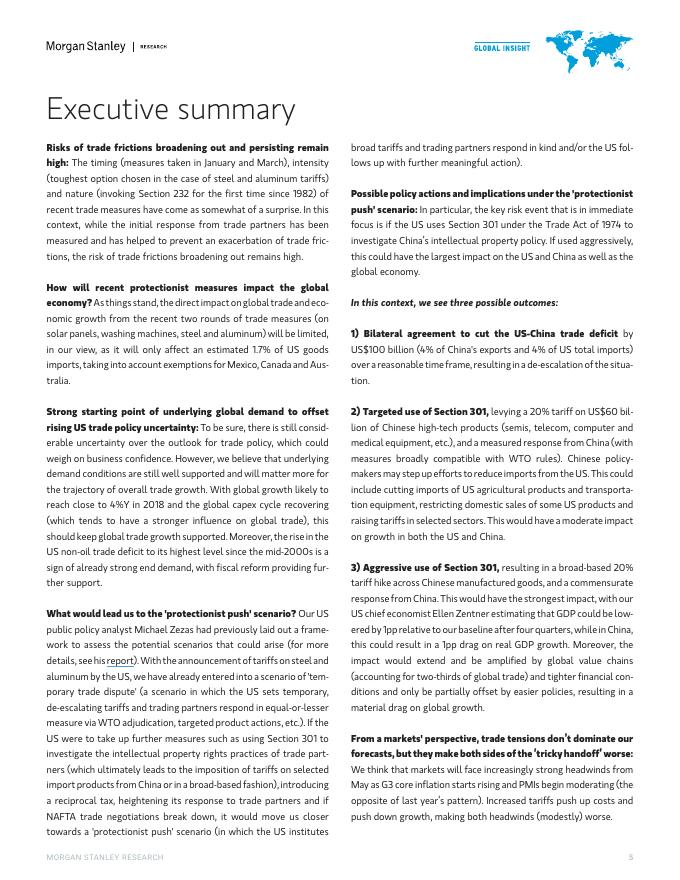 Morgan Stanley | RESEARCH
GLOBAL INSIGHT
Executive summary
Risks of trade frictions broadening out and persisting remain
high: The timing (measures taken in January and March), intensity
(toughest option chosen in the case of steel and aluminum tariffs)
and nature (invoking Section 232 for the first time since 1982) of
recent trade measures have come as somewhat of a surprise. In this
context, while the initial response from trade partners has been
measured and has helped to prevent an exacerbation of trade fric-
tions, the risk of trade frictions broadening out remains high.
How will recent protectionist measures impact the global
economy? As things stand, the direct impact on global trade and eco-
nomic growth from the recent two rounds of trade measures (on
solar panels, washing machines, steel and aluminum) will be limited,
in our view, as it will only affect an estimated 1.7% of US goods
imports, taking into account exemptions for Mexico, Canada and Aus-
tralia.
Strong starting point of underlying global demand to offset
rising US trade policy uncertainty: To be sure, there is still consid-
erable uncertainty over the outlook for trade policy, which could
weigh on business confidence. However, we believe that underlying
demand conditions are still well supported and will matter more for
the trajectory of overall trade growth. With global growth likely to
reach close to 4%Y in 2018 and the global capex cycle recovering
(which tends to have a stronger influence on global trade), this
should keep global trade growth supported. Moreover, the rise in the
US non-oil trade deficit to its highest level since the mid-2000s is a
sign of already strong end demand, with fiscal reform providing fur-
ther support.
What would lead us to the 'protectionist push' scenario? Our US
public policy analyst Michael Zezas had previously laid out a frame-
work to assess the potential scenarios that could arise (for more
details, see his report). With the announcement of tariffs on steel and
aluminum by the US, we have already entered into a scenario of 'tem-
porary trade dispute' (a scenario in which the US sets temporary,
de-escalating tariffs and trading partners respond in equal-or-lesser
measure via WTO adjudication, targeted product actions, etc.). If the
US were to take up further measures such as using Section 301 to
investigate the intellectual property rights practices of trade part-
ners (which ultimately leads to the imposition of tariffs on selected
import products from China or in a broad-based fashion), introducing
a reciprocal tax, heightening its response to trade partners and if
NAFTA trade negotiations break down, it would move us closer
towards a 'protectionist push' scenario (in which the US institutes
broad tariffs and trading partners respond in kind and/or the US fol-
lows up with further meaningful action).
Possible policy actions and implications under the 'protectionist
push' scenario: In particular, the key risk event that is in immediate
focus is if the US uses Section 301 under the Trade Act of 1974 to
investigate China's intellectual property policy. If used aggressively,
this could have the largest impact on the US and China as well as the
global economy.
In this context, we see three possible outcomes:
1) Bilateral agreement to cut the US-China trade deficit by
US$100 billion (4% of China's exports and 4% of US total imports)
over a reasonable time frame, resulting in a de-escalation of the situa-
tion.
2) Targeted use of Section 301, levying a 20% tariff on US$60 bil-
lion of Chinese high-tech products (semis, telecom, computer and
medical equipment, etc.), and a measured response from China (with
measures broadly compatible with WTO rules). Chinese policy-
makers may step up efforts to reduce imports from the US. This could
include cutting imports of US agricultural products and transporta-
tion equipment, restricting domestic sales of some US products and
raising tariffs in selected sectors. This would have a moderate impact
on growth in both the US and China.
3) Aggressive use of Section 301, resulting in a broad-based 20%
tariff hike across Chinese manufactured goods, and a commensurate
response from China. This would have the strongest impact, with our
US chief economist Ellen Zentner estimating that GDP could be low-
ered by 1pp relative to our baseline after four quarters, while in China,
this could result in a 1pp drag on real GDP growth. Moreover, the
impact would extend and be amplified by global value chains
(accounting for two-thirds of global trade) and tighter financial con-
ditions and only be partially offset by easier policies, resulting in a
material drag on global growth.
From a markets' perspective, trade tensions don't dominate our
forecasts, but they make both sides of the 'tricky handoff' worse:
We think that markets will face increasingly strong headwinds from
May as G3 core inflation starts rising and PMIs begin moderating (the
opposite of last year's pattern). Increased tariffs push up costs and
push down growth, making both headwinds (modestly) worse.
MORGAN STANLEY RESEARCH
5